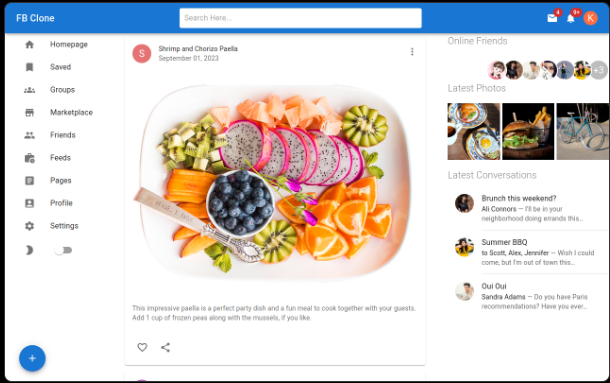 FB Clone
Search Here...
4
9+
K
Homepage
Saved
Groups
Marketplace
Friends
Feeds
Pages
Profile
Settings
+
S
Shrimp and Chorizo Paella
September 01, 2023
This impressive paella is a perfect party dish and a fun meal to cook together with your guests.
Add 1 cup of frozen peas along with the mussels, if you like.
Online Friends
+3
Latest Photos
Latest Conversations
Brunch this weekend?
Ali Connors — I'll be in your
neighborhood doing errands this…
Summer BBQ
to Scott, Alex, Jennifer — Wish I could
come, but I'm out of town this…
Oui Oui
Sandra Adams — Do you have Paris
recommendations? Have you ever…